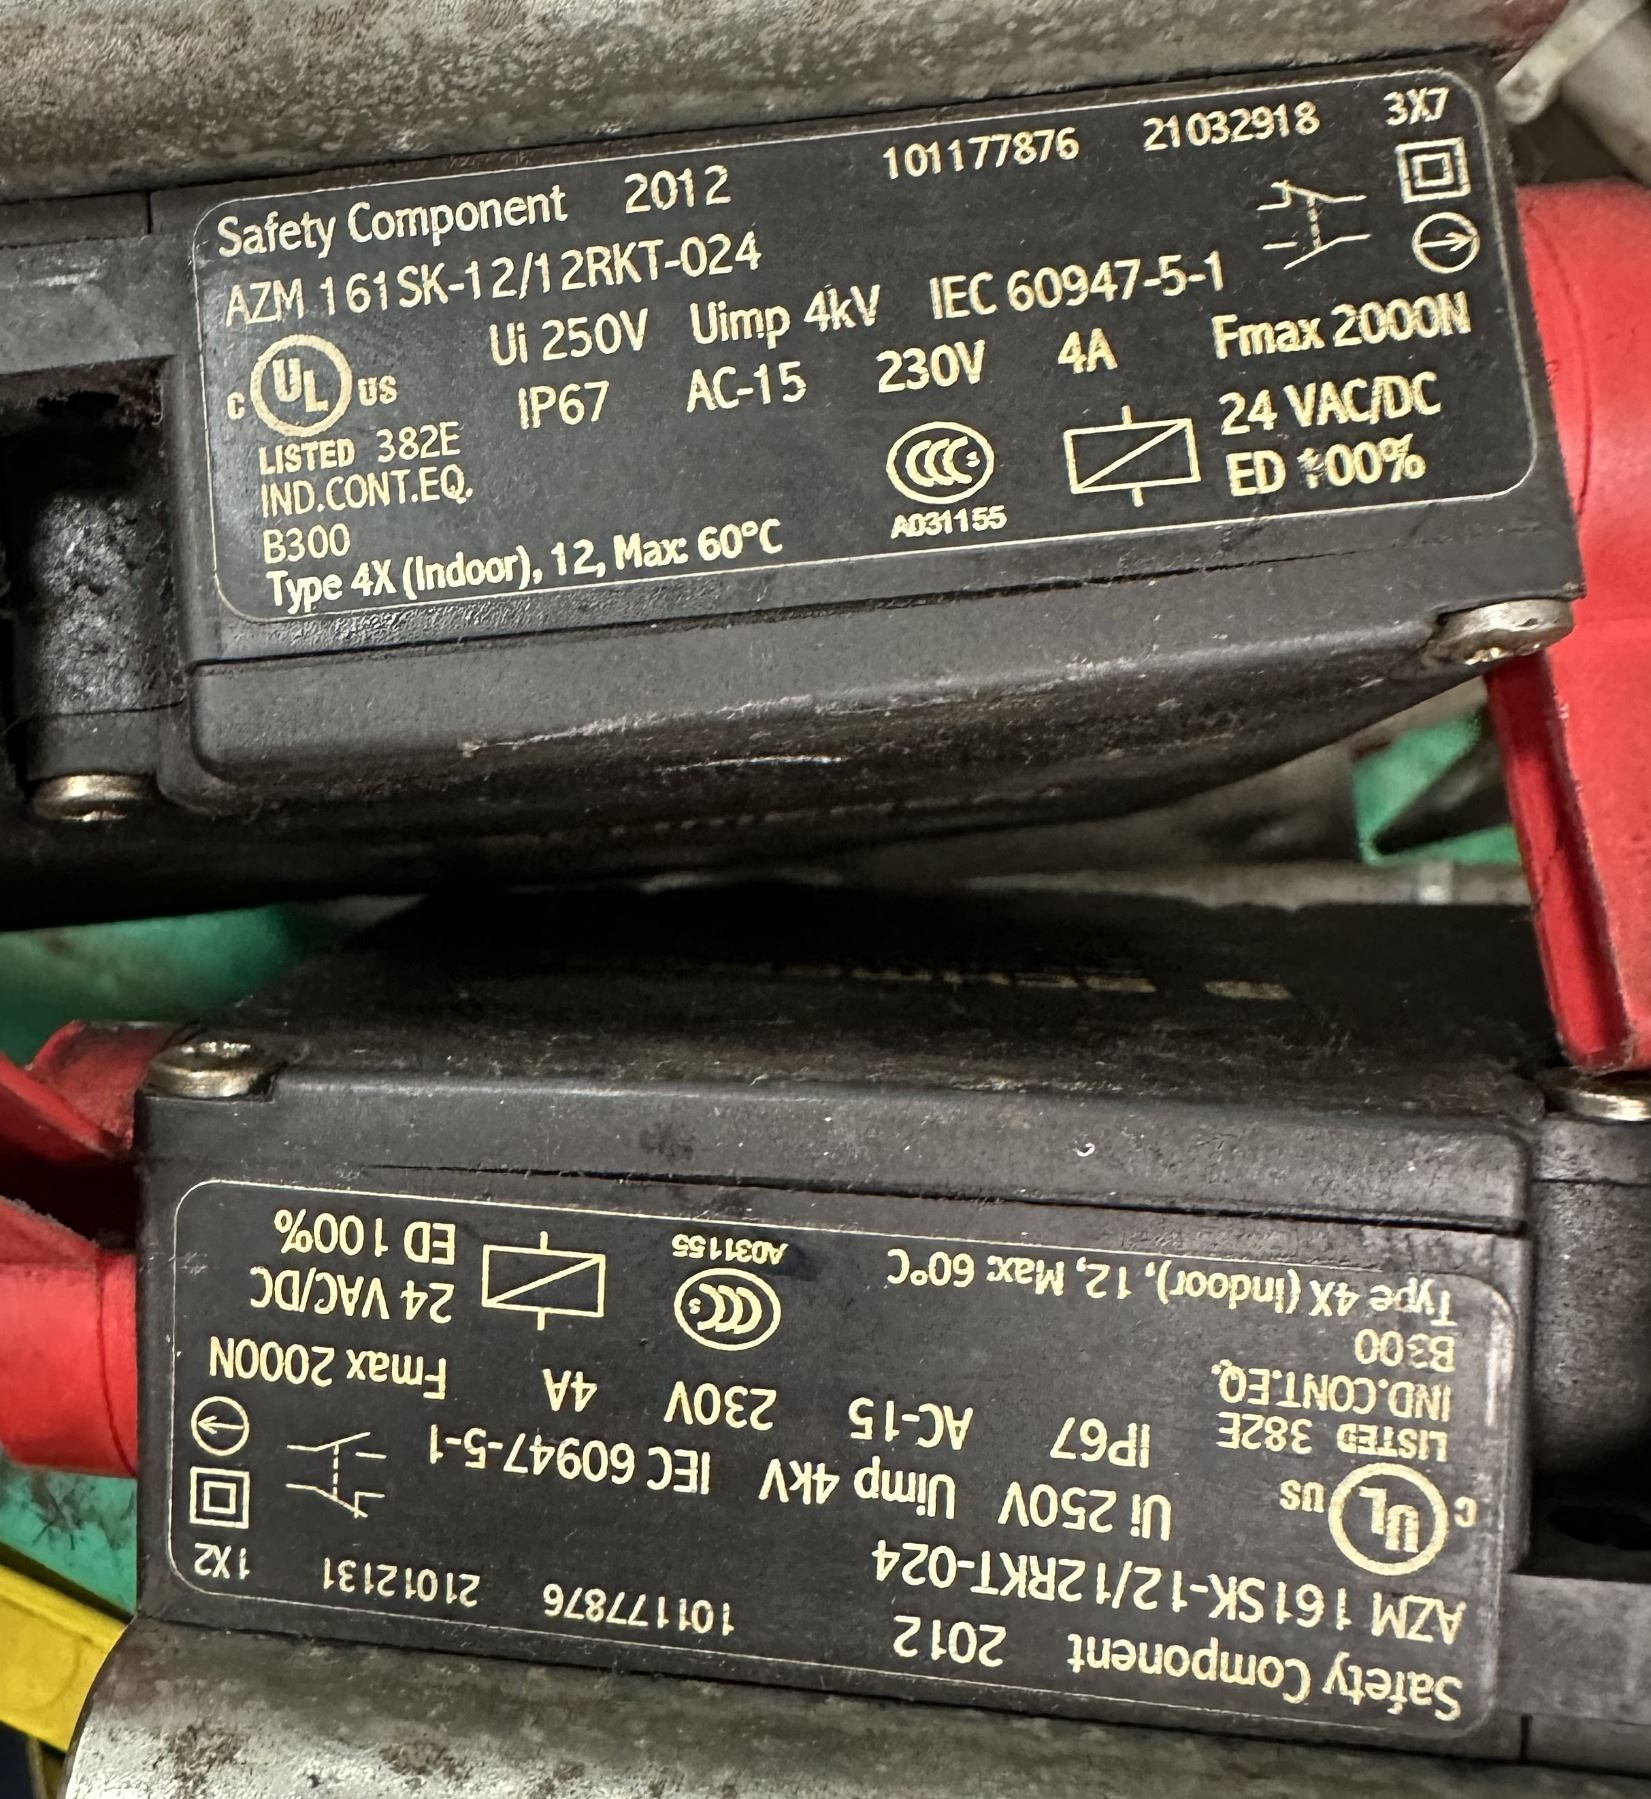 Safety Component 2012 101177876 21032918 3X7
AZM 161SK-12/12RKT-024
Ui 250V Uimp 4kV IEC 60947-5-1
C UL US IP67 AC-15 230V 4A Fmax 2000N
LISTED 382E
IND.CONT.EQ.
B300
Type 4X (Indoor), 12, Max: 60°C
CCC S
A031155
24 VAC/DC
ED 100%
Safety Component 2012 101177876 21012131 1X2
AZM 161SK-12/12RKT-024
Ui 250V Uimp 4kV IEC 60947-5-1
C UL US IP67 AC-15 230V 4A Fmax 2000N
LISTED 382E
IND.CONT.EQ.
B300
Type 4X (Indoor), 12, Max: 60°C
CCC S
A031155
24 VAC/DC
ED 100%